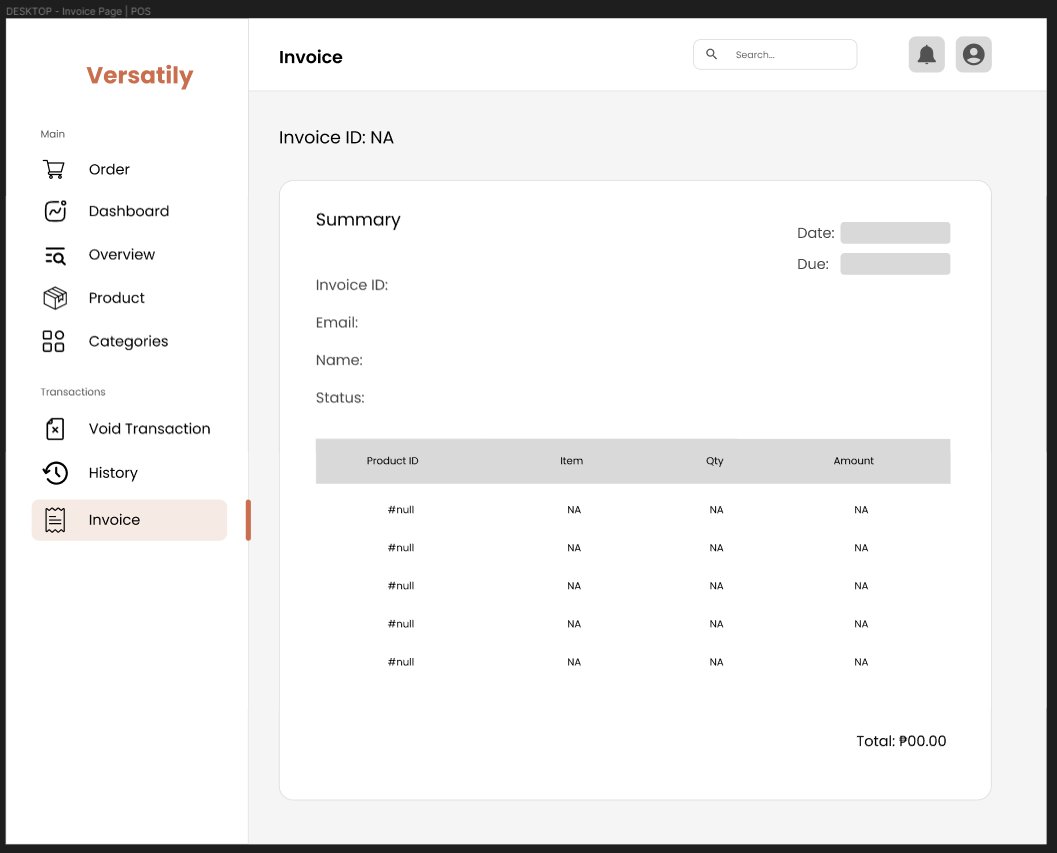 DESKTOP - Invoice Page | POS
Versatily
Main
Order
Dashboard
Overview
Product
Categories
Transactions
Void Transaction
History
Invoice
Invoice
Search...
Invoice ID: NA
Summary
Date:
Due:
Invoice ID:
Email:
Name:
Status:
Product ID Item Qty Amount
#null NA NA NA
#null NA NA NA
#null NA NA NA
#null NA NA NA
#null NA NA NA
Total: ₱00.00